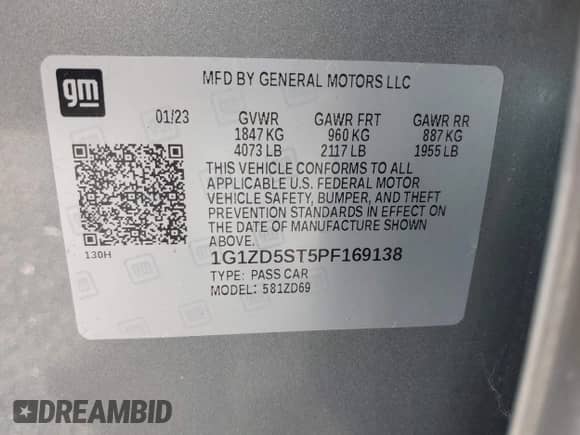 gm
MFD BY GENERAL MOTORS LLC
01/23 GVWR GAWR FRT GAWR RR
1847 KG 960 KG 887 KG
4073 LB 2117 LB 1955 LB
THIS VEHICLE CONFORMS TO ALL
APPLICABLE U.S. FEDERAL MOTOR
VEHICLE SAFETY, BUMPER, AND THEFT
PREVENTION STANDARDS IN EFFECT ON
THE DATE OF MANUFACTURE SHOWN
ABOVE.
130H
1G1ZD5ST5PF169138
TYPE: PASS CAR
MODEL: 581ZD69
DREAMBID